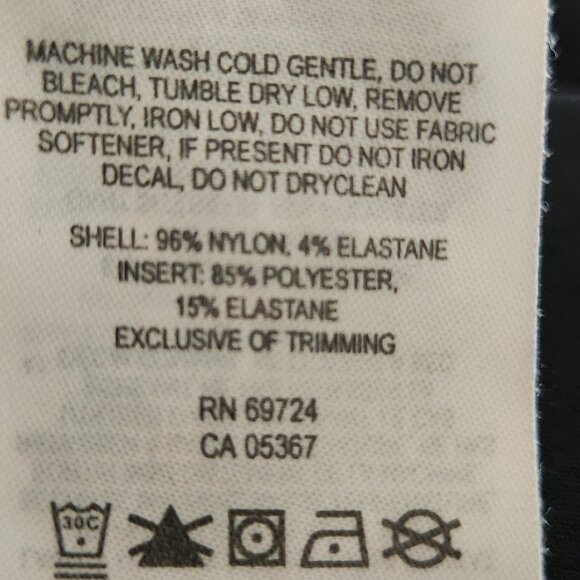 MACHINE WASH COLD GENTLE, DO NOT
BLEACH, TUMBLE DRY LOW, REMOVE
PROMPTLY, IRON LOW, DO NOT USE FABRIC
SOFTENER, IF PRESENT DO NOT IRON
DECAL, DO NOT DRYCLEAN
SHELL: 96% NYLON, 4% ELASTANE
INSERT: 85% POLYESTER,
15% ELASTANE
EXCLUSIVE OF TRIMMING
RN 69724
CA 05367
30C